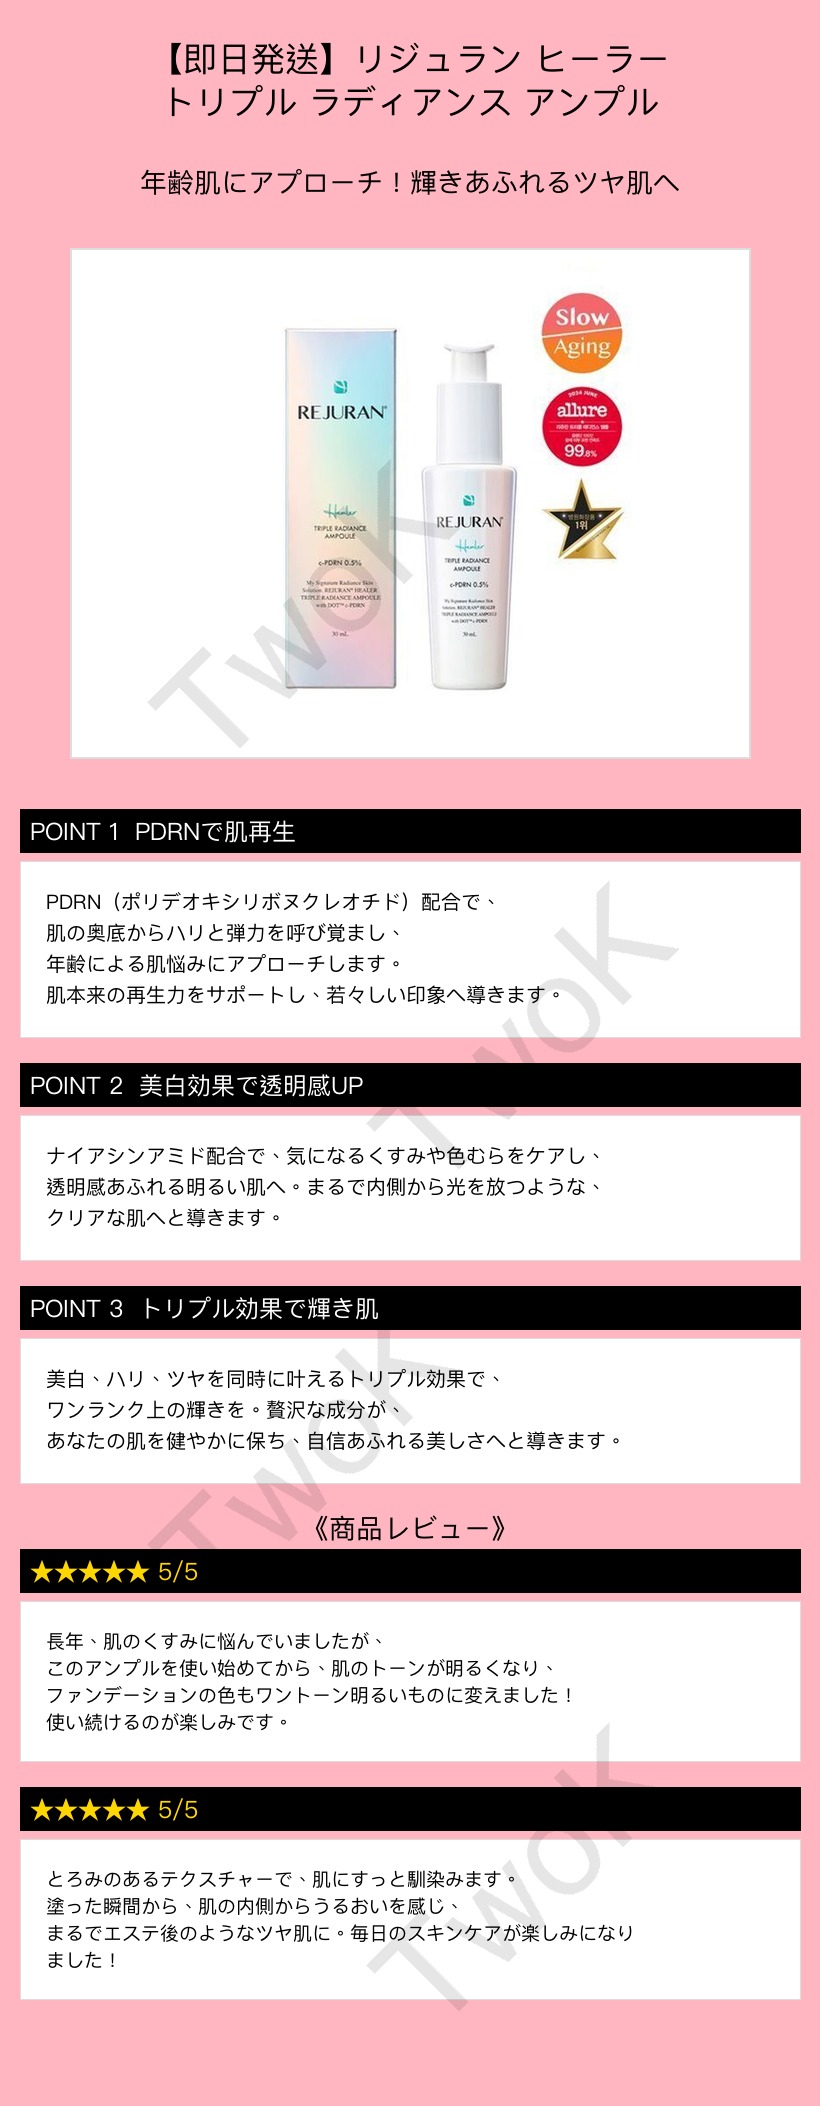 【即日発送】リジュラン ヒーラー
トリプル ラディアンス アンプル
年齢肌にアプローチ！輝きあふれるツヤ肌へ
Slow
Aging
2024 JUNE
allure
99.8%
병원화장품
1위
REJURAN®
Healer
TRIPLE RADIANCE
AMPOULE
c-PDRN 0.5%
My Signature Radiance Skin
Solution. REJURAN® HEALER
TRIPLE RADIANCE AMPOULE
with DOT™ c-PDRN
30 mL
REJURAN®
Healer
TRIPLE RADIANCE
AMPOULE
c-PDRN 0.5%
My Signature Radiance Skin
Solution. REJURAN® HEALER
TRIPLE RADIANCE AMPOULE
with DOT™ c-PDRN
30 mL
TwoK
POINT 1 PDRNで肌再生
PDRN（ポリデオキシリボヌクレオチド）配合で、
肌の奥底からハリと弾力を呼び覚まし、
年齢による肌悩みにアプローチします。
肌本来の再生力をサポートし、若々しい印象へ導きます。
TwoK
POINT 2 美白効果で透明感UP
ナイアシンアミド配合で、気になるくすみや色むらをケアし、
透明感あふれる明るい肌へ。まるで内側から光を放つような、
クリアな肌へと導きます。
POINT 3 トリプル効果で輝き肌
美白、ハリ、ツヤを同時に叶えるトリプル効果で、
ワンランク上の輝きを。贅沢な成分が、
あなたの肌を健やかに保ち、自信あふれる美しさへと導きます。
TwoK
《商品レビュー》
★★★★★ 5/5
長年、肌のくすみに悩んでいましたが、
このアンプルを使い始めてから、肌のトーンが明るくなり、
ファンデーションの色もワントーン明るいものに変えました！
使い続けるのが楽しみです。
★★★★★ 5/5
とろみのあるテクスチャーで、肌にすっと馴染みます。
塗った瞬間から、肌の内側からうるおいを感じ、
まるでエステ後のようなツヤ肌に。毎日のスキンケアが楽しみになり
ました！
TwoK